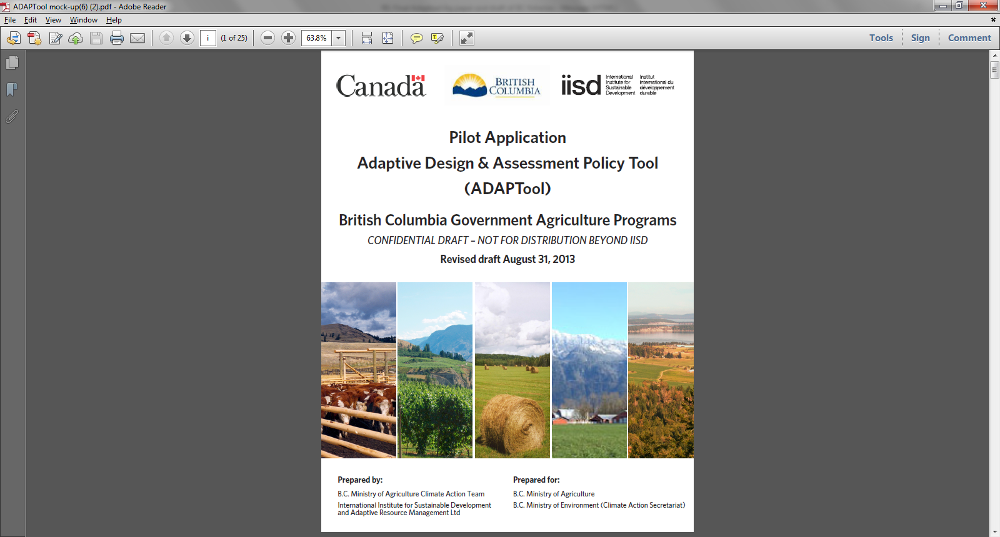 ADAPTool mock-up(6) (2).pdf - Adobe Reader
File Edit View Window Help
i (1 of 25) 63.8% Tools Sign Comment
Canada
BRITISH
COLUMBIA
iisd
International
Institute for
Sustainable
Development
Institut
international du
développement
durable
Pilot Application
Adaptive Design & Assessment Policy Tool
(ADAPTool)
British Columbia Government Agriculture Programs
CONFIDENTIAL DRAFT – NOT FOR DISTRIBUTION BEYOND IISD
Revised draft August 31, 2013
Prepared by:
B.C. Ministry of Agriculture Climate Action Team
International Institute for Sustainable Development
and Adaptive Resource Management Ltd
Prepared for:
B.C. Ministry of Agriculture
B.C. Ministry of Environment (Climate Action Secretariat)